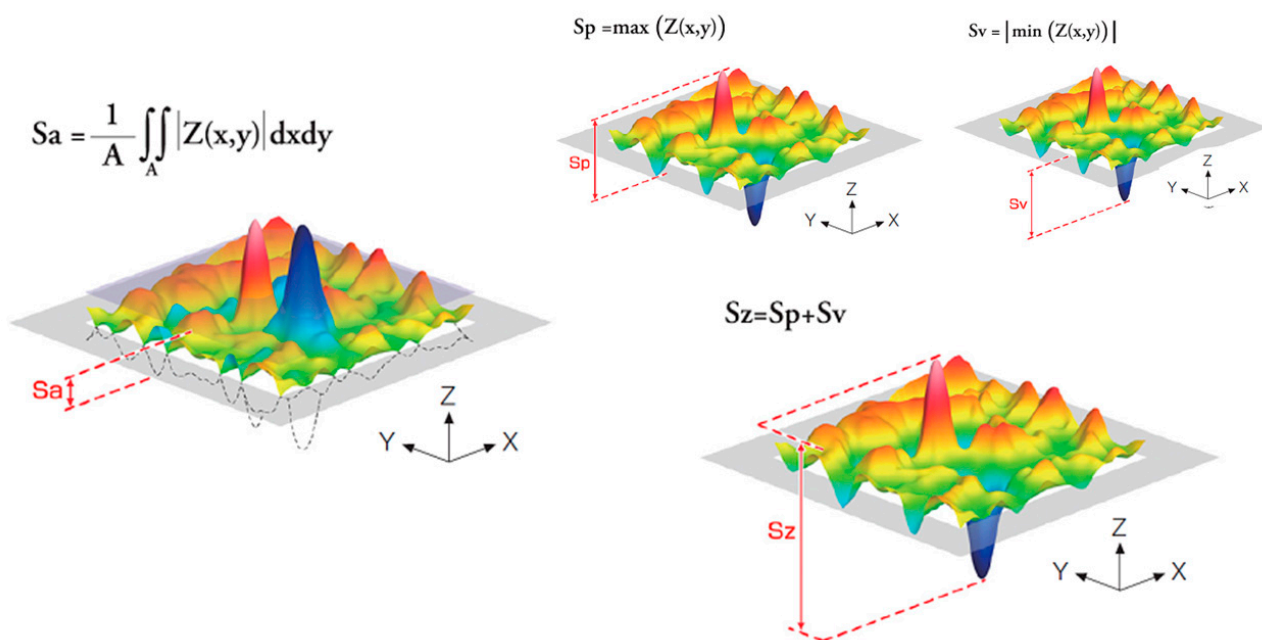 Sp =max (Z(x,y))
Sv = |min (Z(x,y))|
Sa = 1/A ∬A |Z(x,y)| dxdy
Sp
Z
Y
X
Sv
Z
Y
X
Sa
Z
Y
X
Sz=Sp+Sv
Sz
Z
Y
X